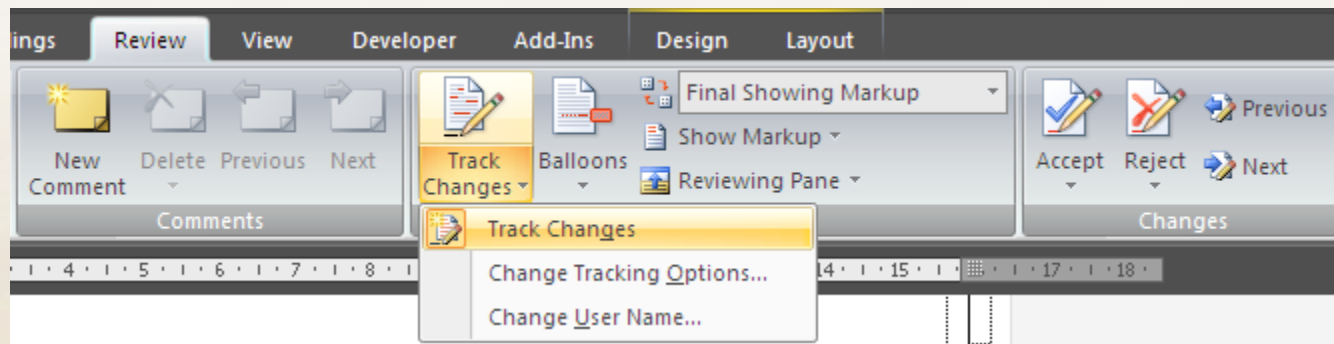 ings Review View Developer Add-Ins Design Layout
New Comment Delete Previous Next
Comments
Track Changes Balloons
Final Showing Markup
Show Markup
Reviewing Pane
Accept Reject
Previous
Next
Changes
Track Changes
Change Tracking Options...
Change User Name...
4 5 6 7 8 14 15 17 18